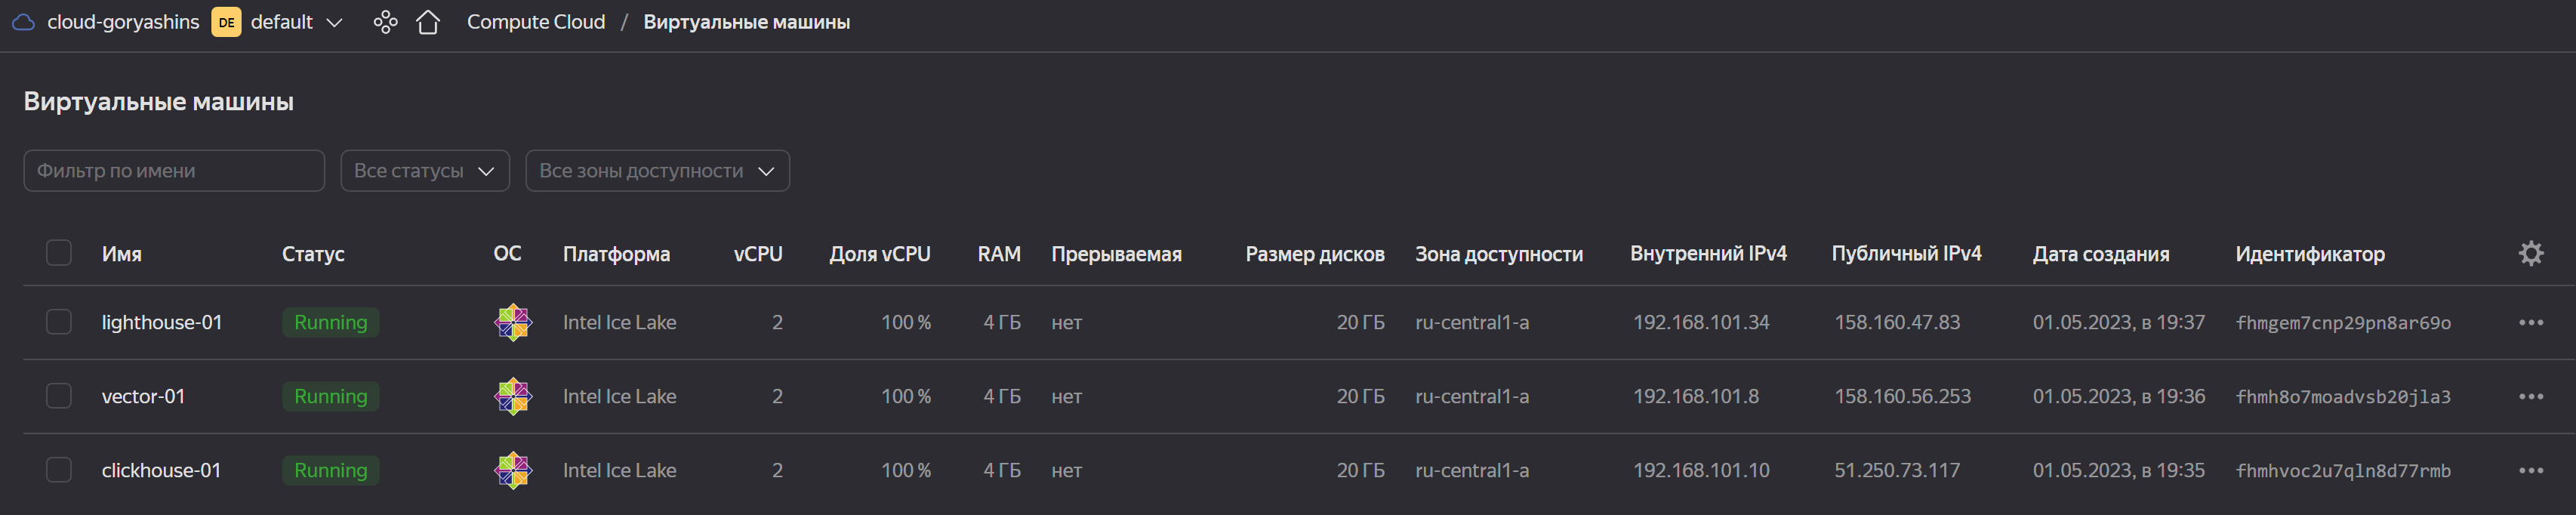 cloud-goryashins DE default Compute Cloud / Виртуальные машины
Виртуальные машины
Фильтр по имени Все статусы Все зоны доступности
Имя Статус ОС Платформа vCPU Доля vCPU RAM Прерываемая Размер дисков Зона доступности Внутренний IPv4 Публичный IPv4 Дата создания Идентификатор
lighthouse-01 Running Intel Ice Lake 2 100 % 4 ГБ нет 20 ГБ ru-central1-a 192.168.101.34 158.160.47.83 01.05.2023, в 19:37 fhmgem7cnp29pn8ar69o
vector-01 Running Intel Ice Lake 2 100 % 4 ГБ нет 20 ГБ ru-central1-a 192.168.101.8 158.160.56.253 01.05.2023, в 19:36 fhmh8o7moadvsb20jla3
clickhouse-01 Running Intel Ice Lake 2 100 % 4 ГБ нет 20 ГБ ru-central1-a 192.168.101.10 51.250.73.117 01.05.2023, в 19:35 fhmhvoc2u7qln8d77rmb